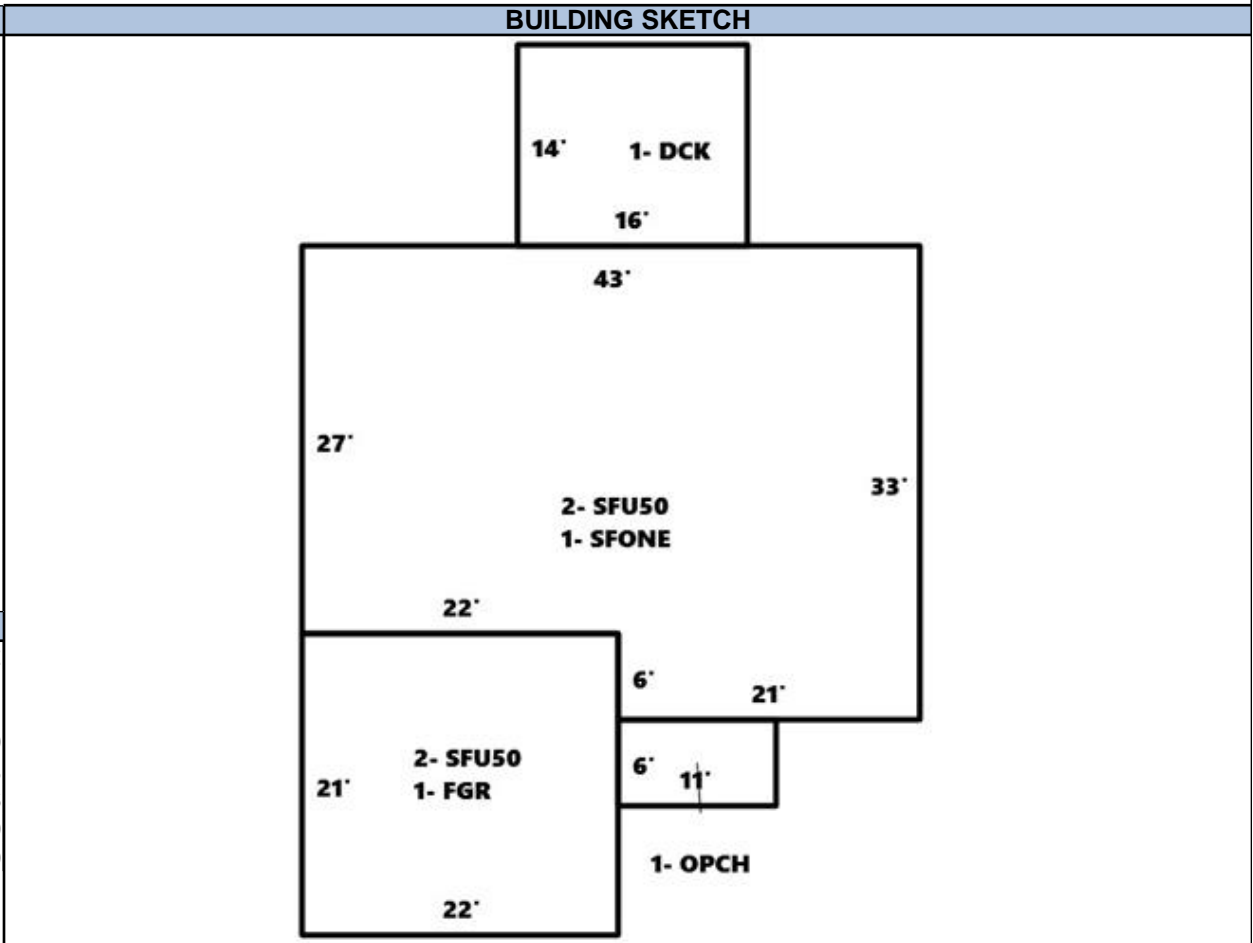 BUILDING SKETCH
14' 1- DCK
16'
43'
27'
33'
2- SFU50
1- SFONE
22'
6'
21'
2- SFU50
1- FGR
21'
6'
11'
1- OPCH
22'